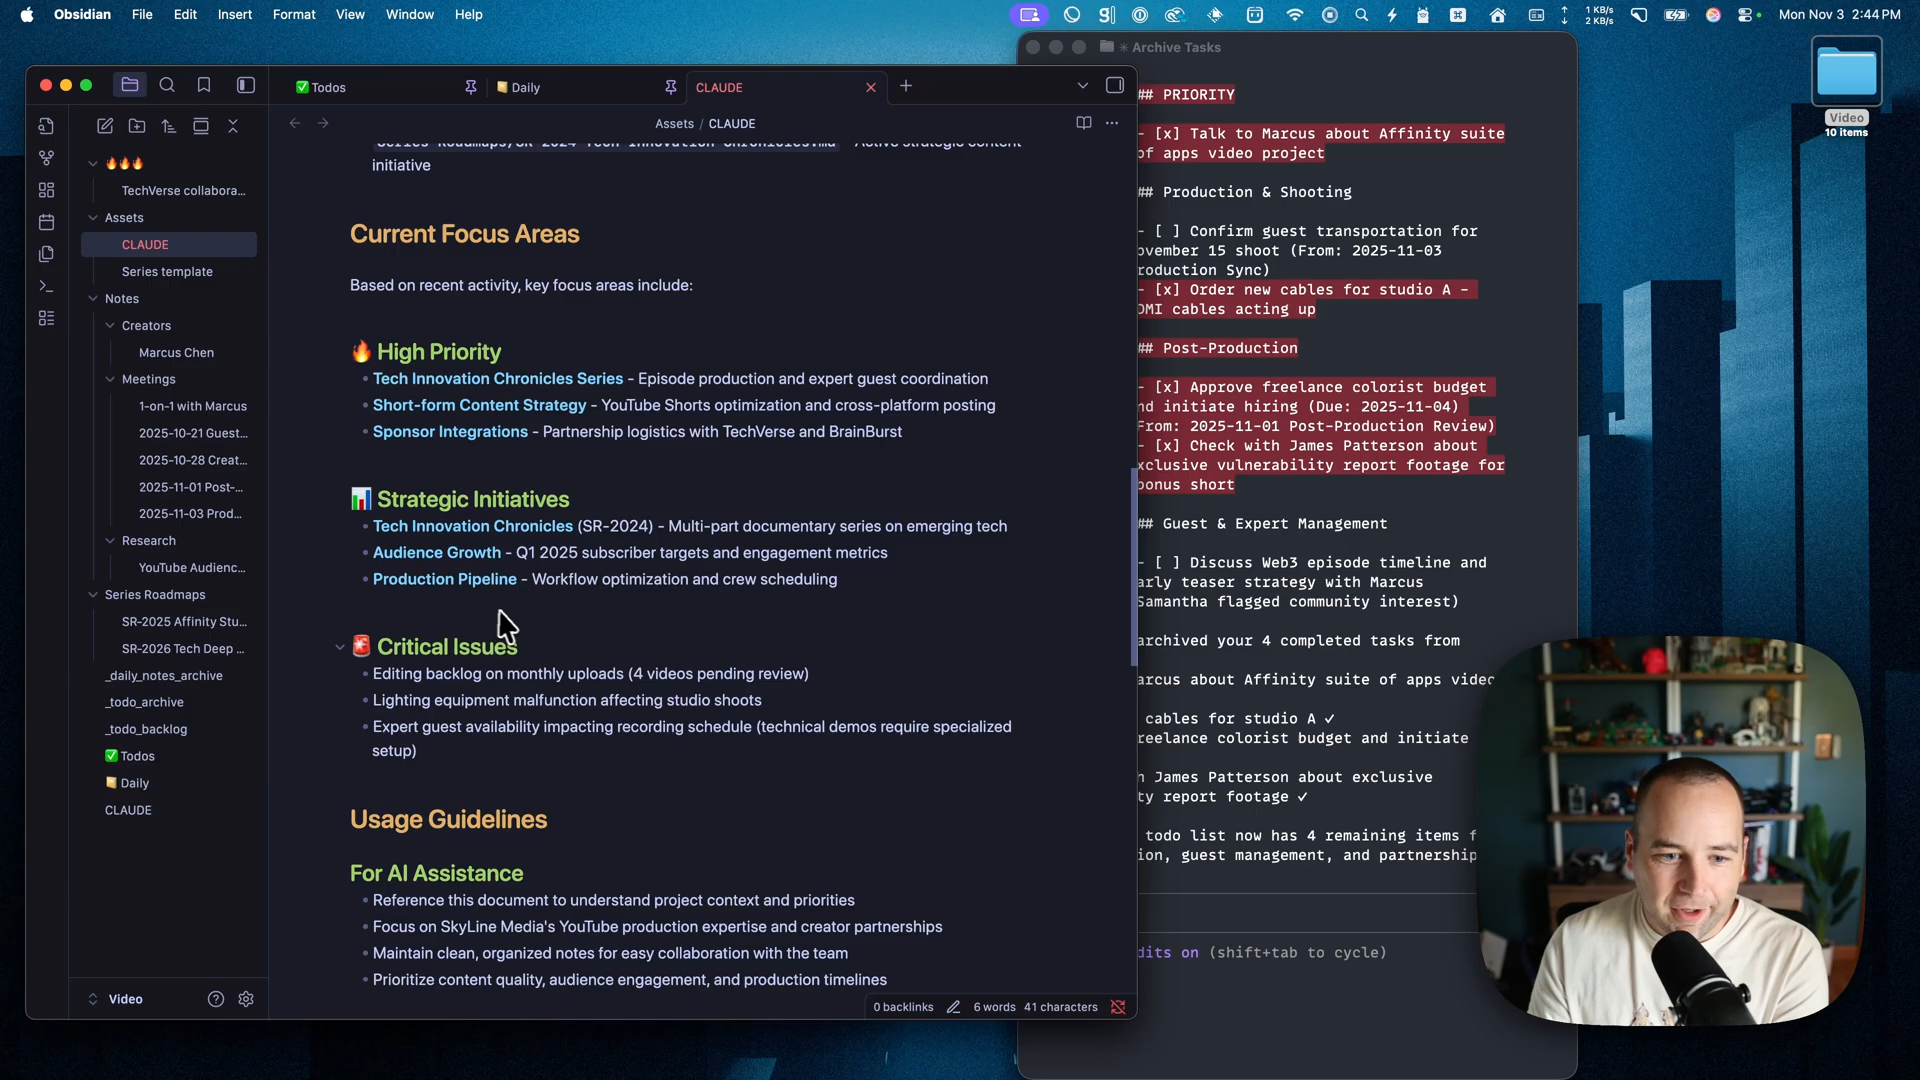 Obsidian File Edit Insert Format View Window Help
1 KB/s
2 KB/s
Mon Nov 3 2:44 PM
Video
10 items
✳ Archive Tasks
✅ Todos
📒 Daily
CLAUDE
Assets / CLAUDE
🔥🔥🔥
TechVerse collabora...
Assets
CLAUDE
Series template
Notes
Creators
Marcus Chen
Meetings
1-on-1 with Marcus
2025-10-21 Guest...
2025-10-28 Creat...
2025-11-01 Post-...
2025-11-03 Prod...
Research
YouTube Audienc...
Series Roadmaps
SR-2025 Affinity Stu...
SR-2026 Tech Deep ...
_daily_notes_archive
_todo_archive
_todo_backlog
✅ Todos
📒 Daily
CLAUDE
Video
Series Roadmaps/SR-2024 Tech Innovation Chronicles.md - Active strategic content
initiative
Current Focus Areas
Based on recent activity, key focus areas include:
🔥 High Priority
• Tech Innovation Chronicles Series - Episode production and expert guest coordination
• Short-form Content Strategy - YouTube Shorts optimization and cross-platform posting
• Sponsor Integrations - Partnership logistics with TechVerse and BrainBurst
📊 Strategic Initiatives
• Tech Innovation Chronicles (SR-2024) - Multi-part documentary series on emerging tech
• Audience Growth - Q1 2025 subscriber targets and engagement metrics
• Production Pipeline - Workflow optimization and crew scheduling
🚨 Critical Issues
• Editing backlog on monthly uploads (4 videos pending review)
• Lighting equipment malfunction affecting studio shoots
• Expert guest availability impacting recording schedule (technical demos require specialized
setup)
Usage Guidelines
For AI Assistance
• Reference this document to understand project context and priorities
• Focus on SkyLine Media's YouTube production expertise and creator partnerships
• Maintain clean, organized notes for easy collaboration with the team
• Prioritize content quality, audience engagement, and production timelines
0 backlinks 6 words 41 characters
## PRIORITY
- [x] Talk to Marcus about Affinity suite
of apps video project
## Production & Shooting
- [ ] Confirm guest transportation for
ovember 15 shoot (From: 2025-11-03
roduction Sync)
- [x] Order new cables for studio A -
DMI cables acting up
## Post-Production
- [x] Approve freelance colorist budget
nd initiate hiring (Due: 2025-11-04)
From: 2025-11-01 Post-Production Review)
- [x] Check with James Patterson about
xclusive vulnerability report footage for
bonus short
## Guest & Expert Management
- [ ] Discuss Web3 episode timeline and
arly teaser strategy with Marcus
Samantha flagged community interest)
archived your 4 completed tasks from
arcus about Affinity suite of apps video
cables for studio A ✓
reelance colorist budget and initiate
h James Patterson about exclusive
ty report footage ✓
todo list now has 4 remaining items f
ion, guest management, and partnership
dits on (shift+tab to cycle)